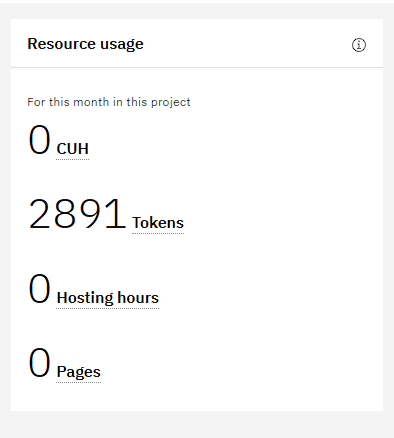 Resource usage
For this month in this project
0 CUH
2891 Tokens
0 Hosting hours
0 Pages